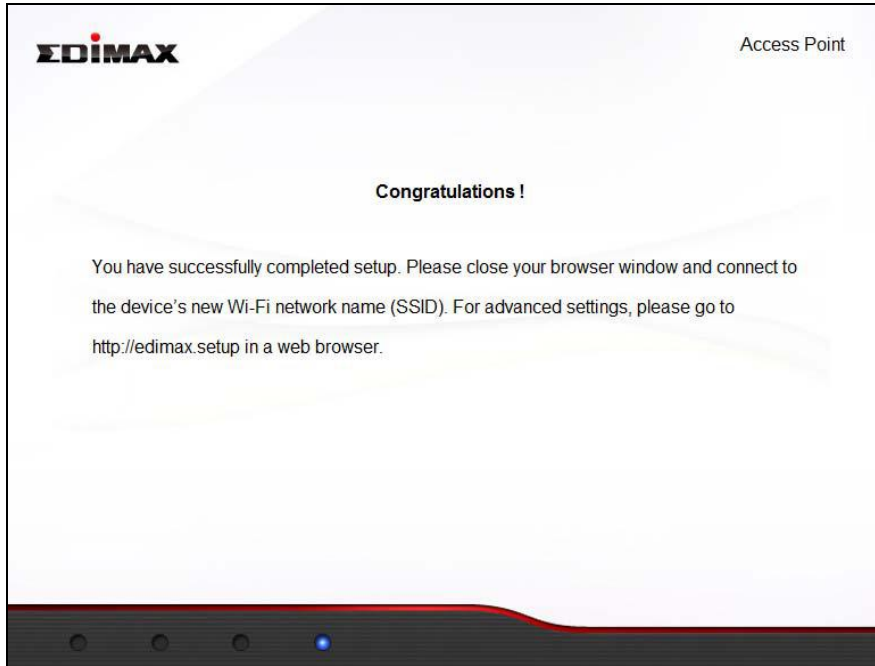 EDIMAX
Access Point
Congratulations !
You have successfully completed setup. Please close your browser window and connect to
the device’s new Wi-Fi network name (SSID). For advanced settings, please go to
http://edimax.setup in a web browser.